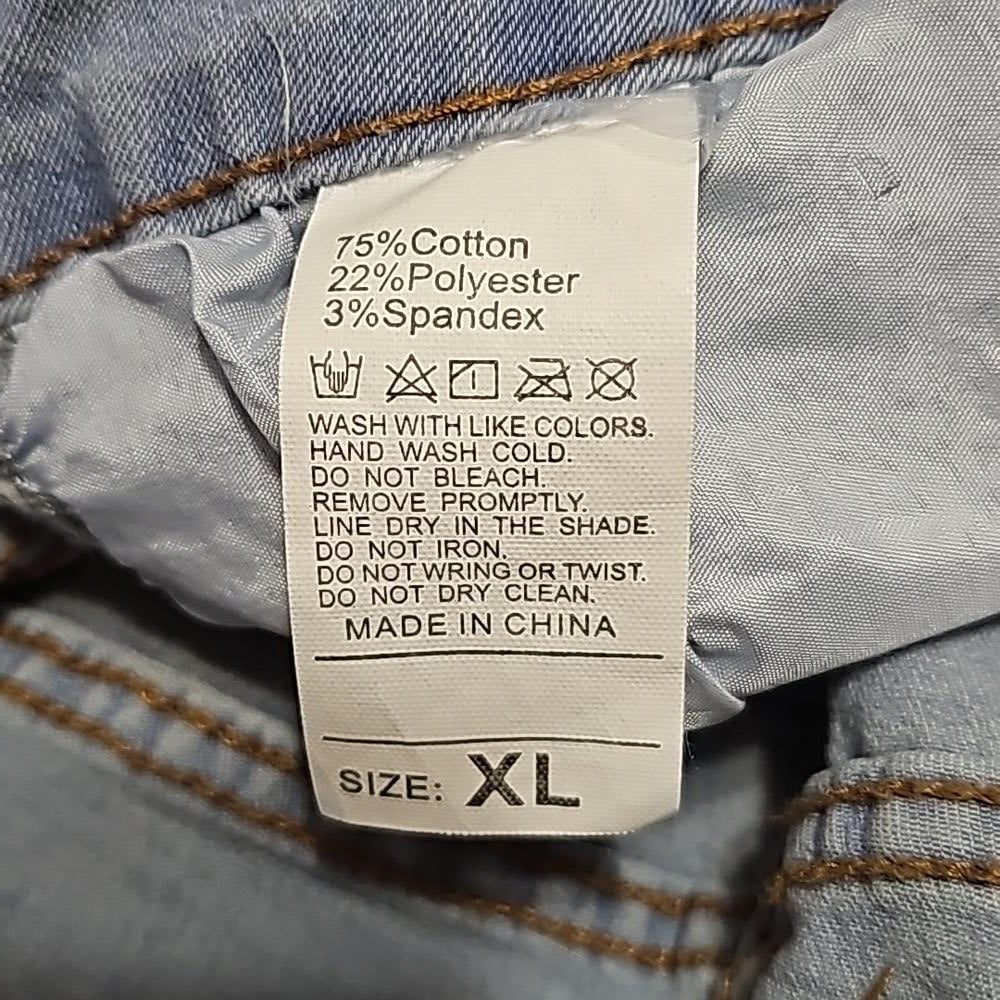 75%Cotton
22%Polyester
3%Spandex
WASH WITH LIKE COLORS.
HAND WASH COLD.
DO NOT BLEACH.
REMOVE PROMPTLY.
LINE DRY IN THE SHADE.
DO NOT IRON.
DO NOT WRING OR TWIST.
DO NOT DRY CLEAN.
MADE IN CHINA
SIZE: XL